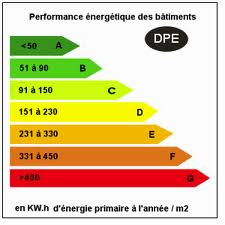 Performance énergétique des bâtiments
DPE
<50 A
51 à 90 B
91 à 150 C
151 à 230 D
231 à 330 E
331 à 450 F
>450 G
en KW.h d'énergie primaire à l'année / m2